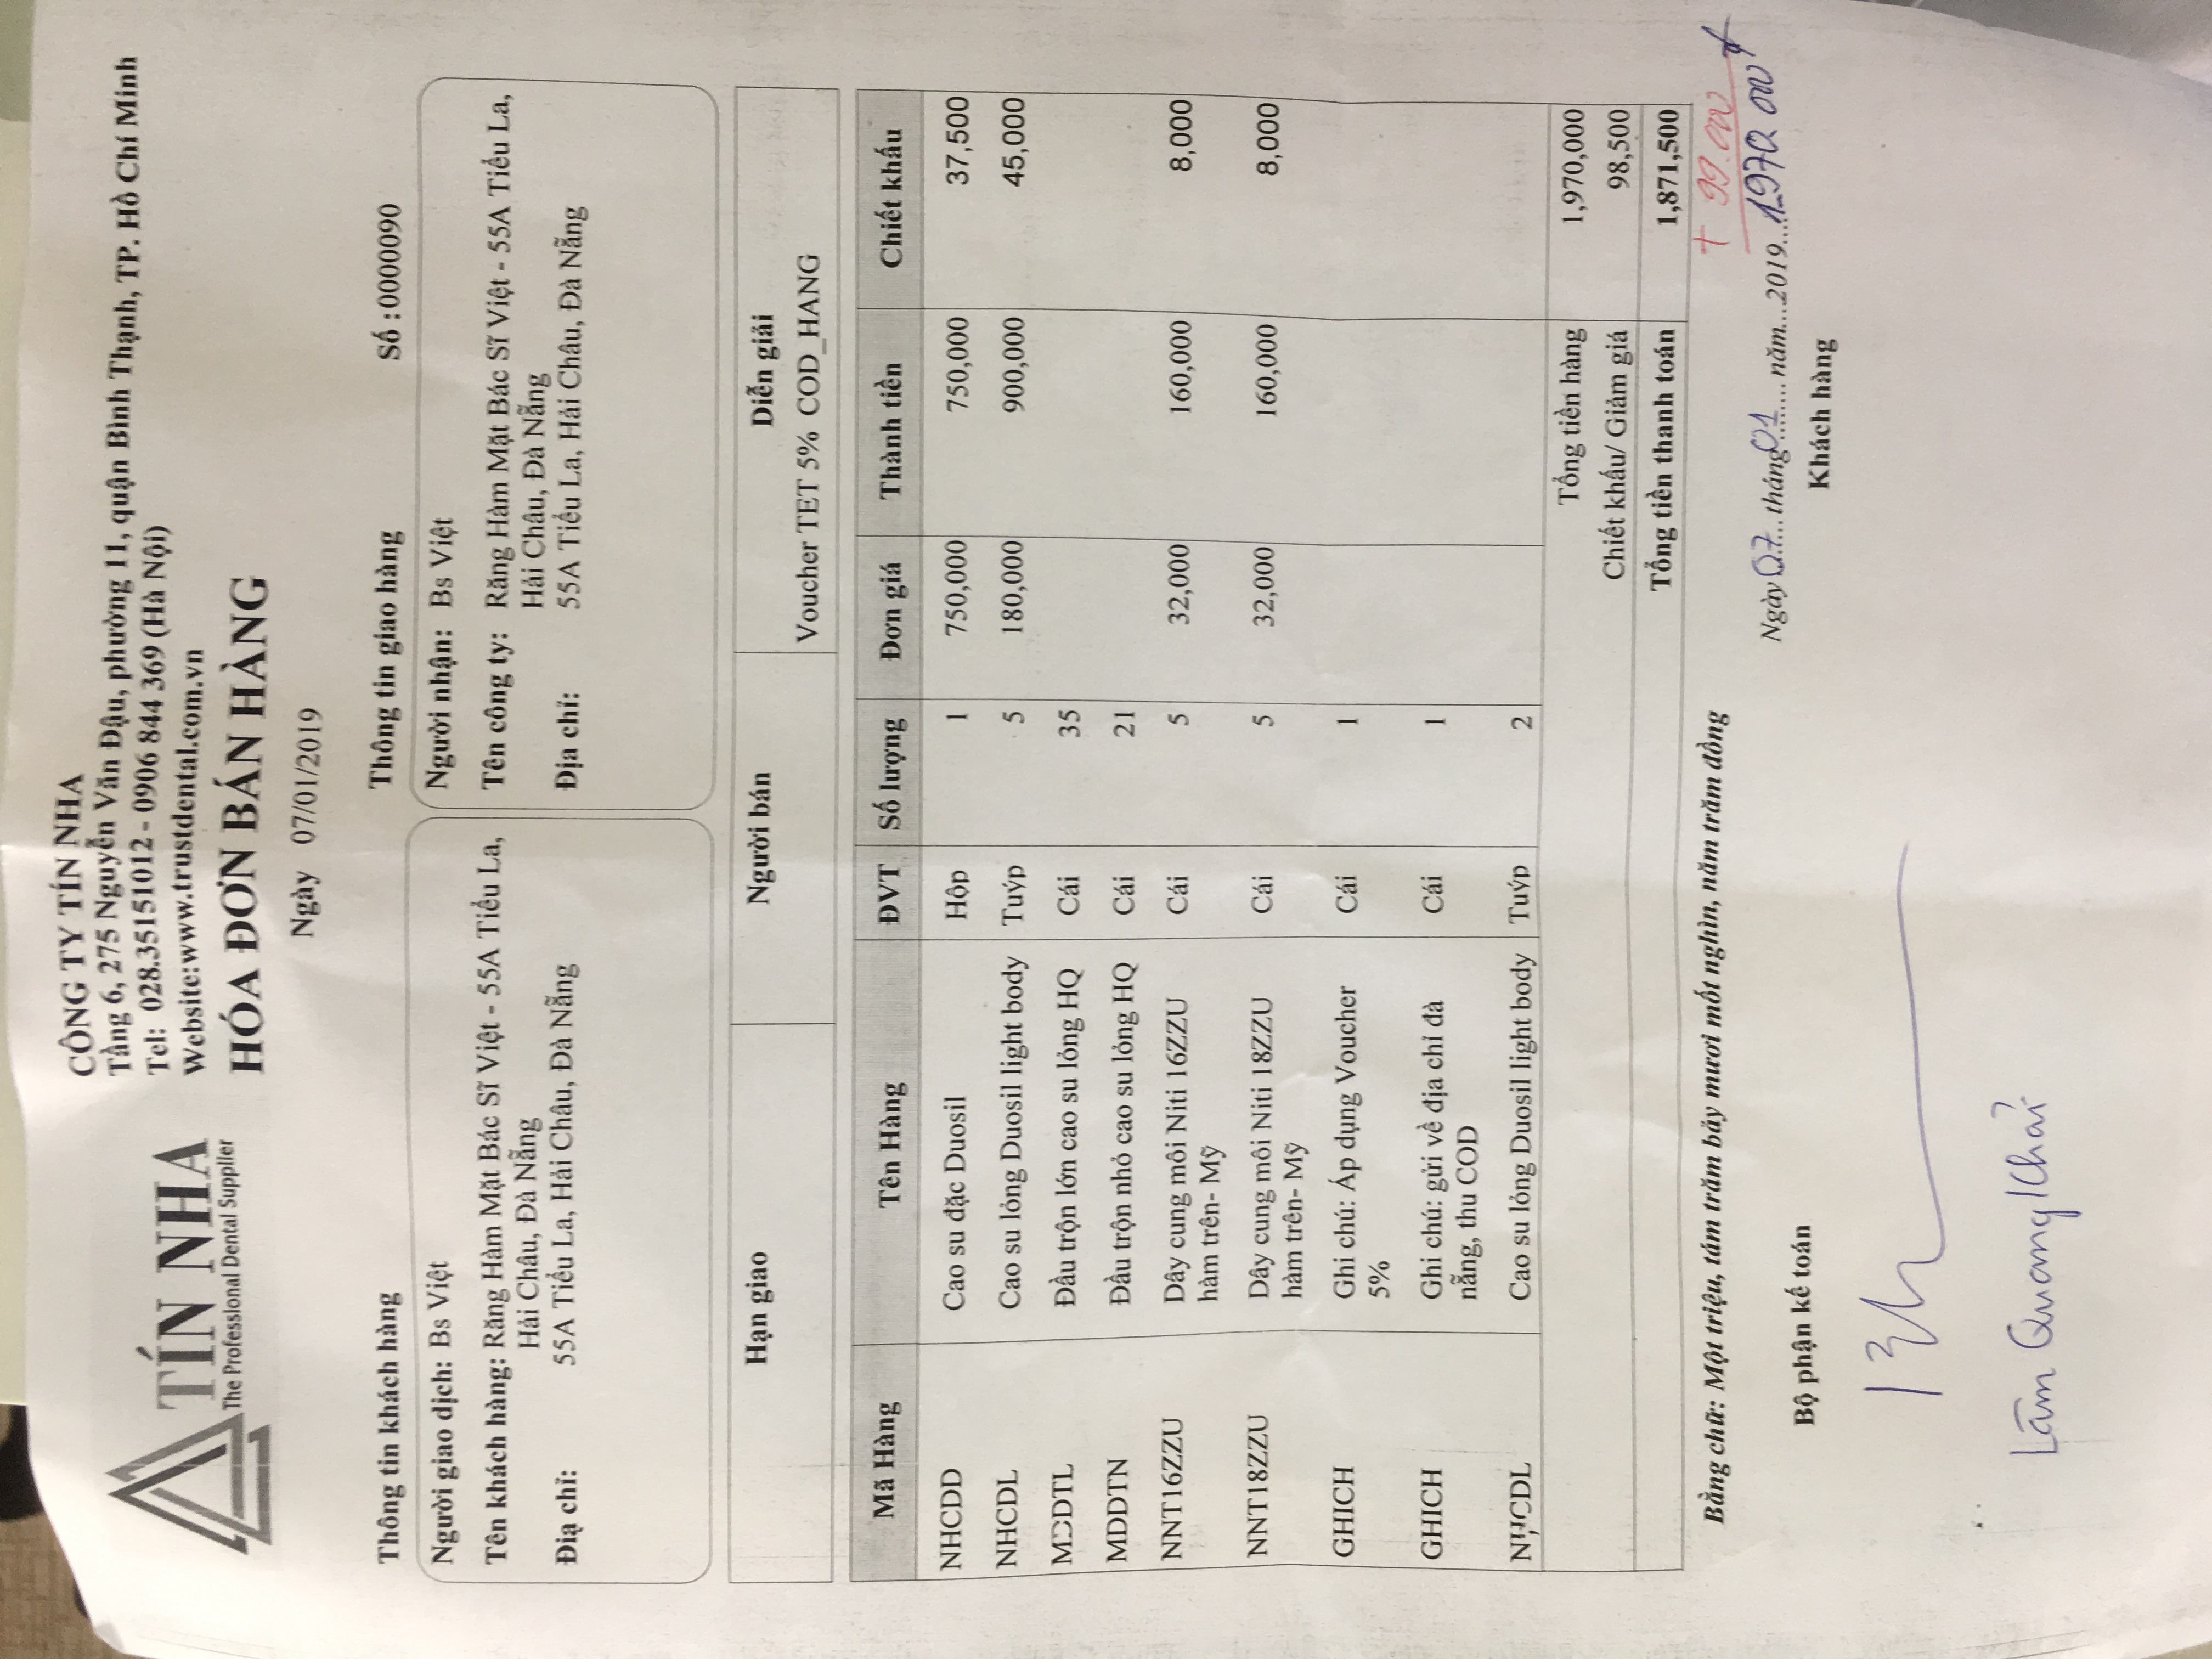 TÍN NHA
The Professional Dental Supplier
CÔNG TY TÍN NHA
Tầng 6, 275 Nguyễn Văn Đậu, phường 11, quận Bình Thạnh, TP. Hồ Chí Minh
Tel: 028.35151012 - 0906 844 369 (Hà Nội)
Website:www.trustdental.com.vn
HÓA ĐƠN BÁN HÀNG
Ngày 07/01/2019
Thông tin khách hàng
Người giao dịch: Bs Việt
Tên khách hàng: Răng Hàm Mặt Bác Sĩ Việt - 55A Tiểu La,
Hải Châu, Đà Nẵng
Địa chỉ: 55A Tiểu La, Hải Châu, Đà Nẵng
Thông tin giao hàng Số : 0000090
Người nhận: Bs Việt
Tên công ty: Răng Hàm Mặt Bác Sĩ Việt - 55A Tiểu La,
Hải Châu, Đà Nẵng
Địa chỉ: 55A Tiểu La, Hải Châu, Đà Nẵng
Hạn giao Người bán Diễn giải
Voucher TET 5% COD_HANG
Mã Hàng Tên Hàng ĐVT Số lượng Đơn giá Thành tiền Chiết khấu
NHCDD Cao su đặc Duosil Hộp 1 750,000 750,000 37,500
NHCDL Cao su lỏng Duosil light body Tuýp 5 180,000 900,000 45,000
MDDTL Đầu trộn lớn cao su lỏng HQ Cái 35
MDDTN Đầu trộn nhỏ cao su lỏng HQ Cái 21
NNT16ZZU Dây cung môi Niti 16ZZU Cái 5 32,000 160,000 8,000
hàm trên- Mỹ
NNT18ZZU Dây cung môi Niti 18ZZU Cái 5 32,000 160,000 8,000
hàm trên- Mỹ
GHICH Ghi chú: Áp dụng Voucher Cái 1
5%
GHICH Ghi chú: gửi về địa chỉ đà Cái 1
nẵng, thu COD
NHCDL Cao su lỏng Duosil light body Tuýp 2
Tổng tiền hàng 1,970,000
Chiết khấu/ Giảm giá 98,500
Tổng tiền thanh toán 1,871,500
Bằng chữ: Một triệu, tám trăm bảy mươi mốt nghìn, năm trăm đồng
+ 99.000
Ngày 07 tháng 01 năm 2019 1.970.000
Bộ phận kế toán Khách hàng
Lâm Quang Khải